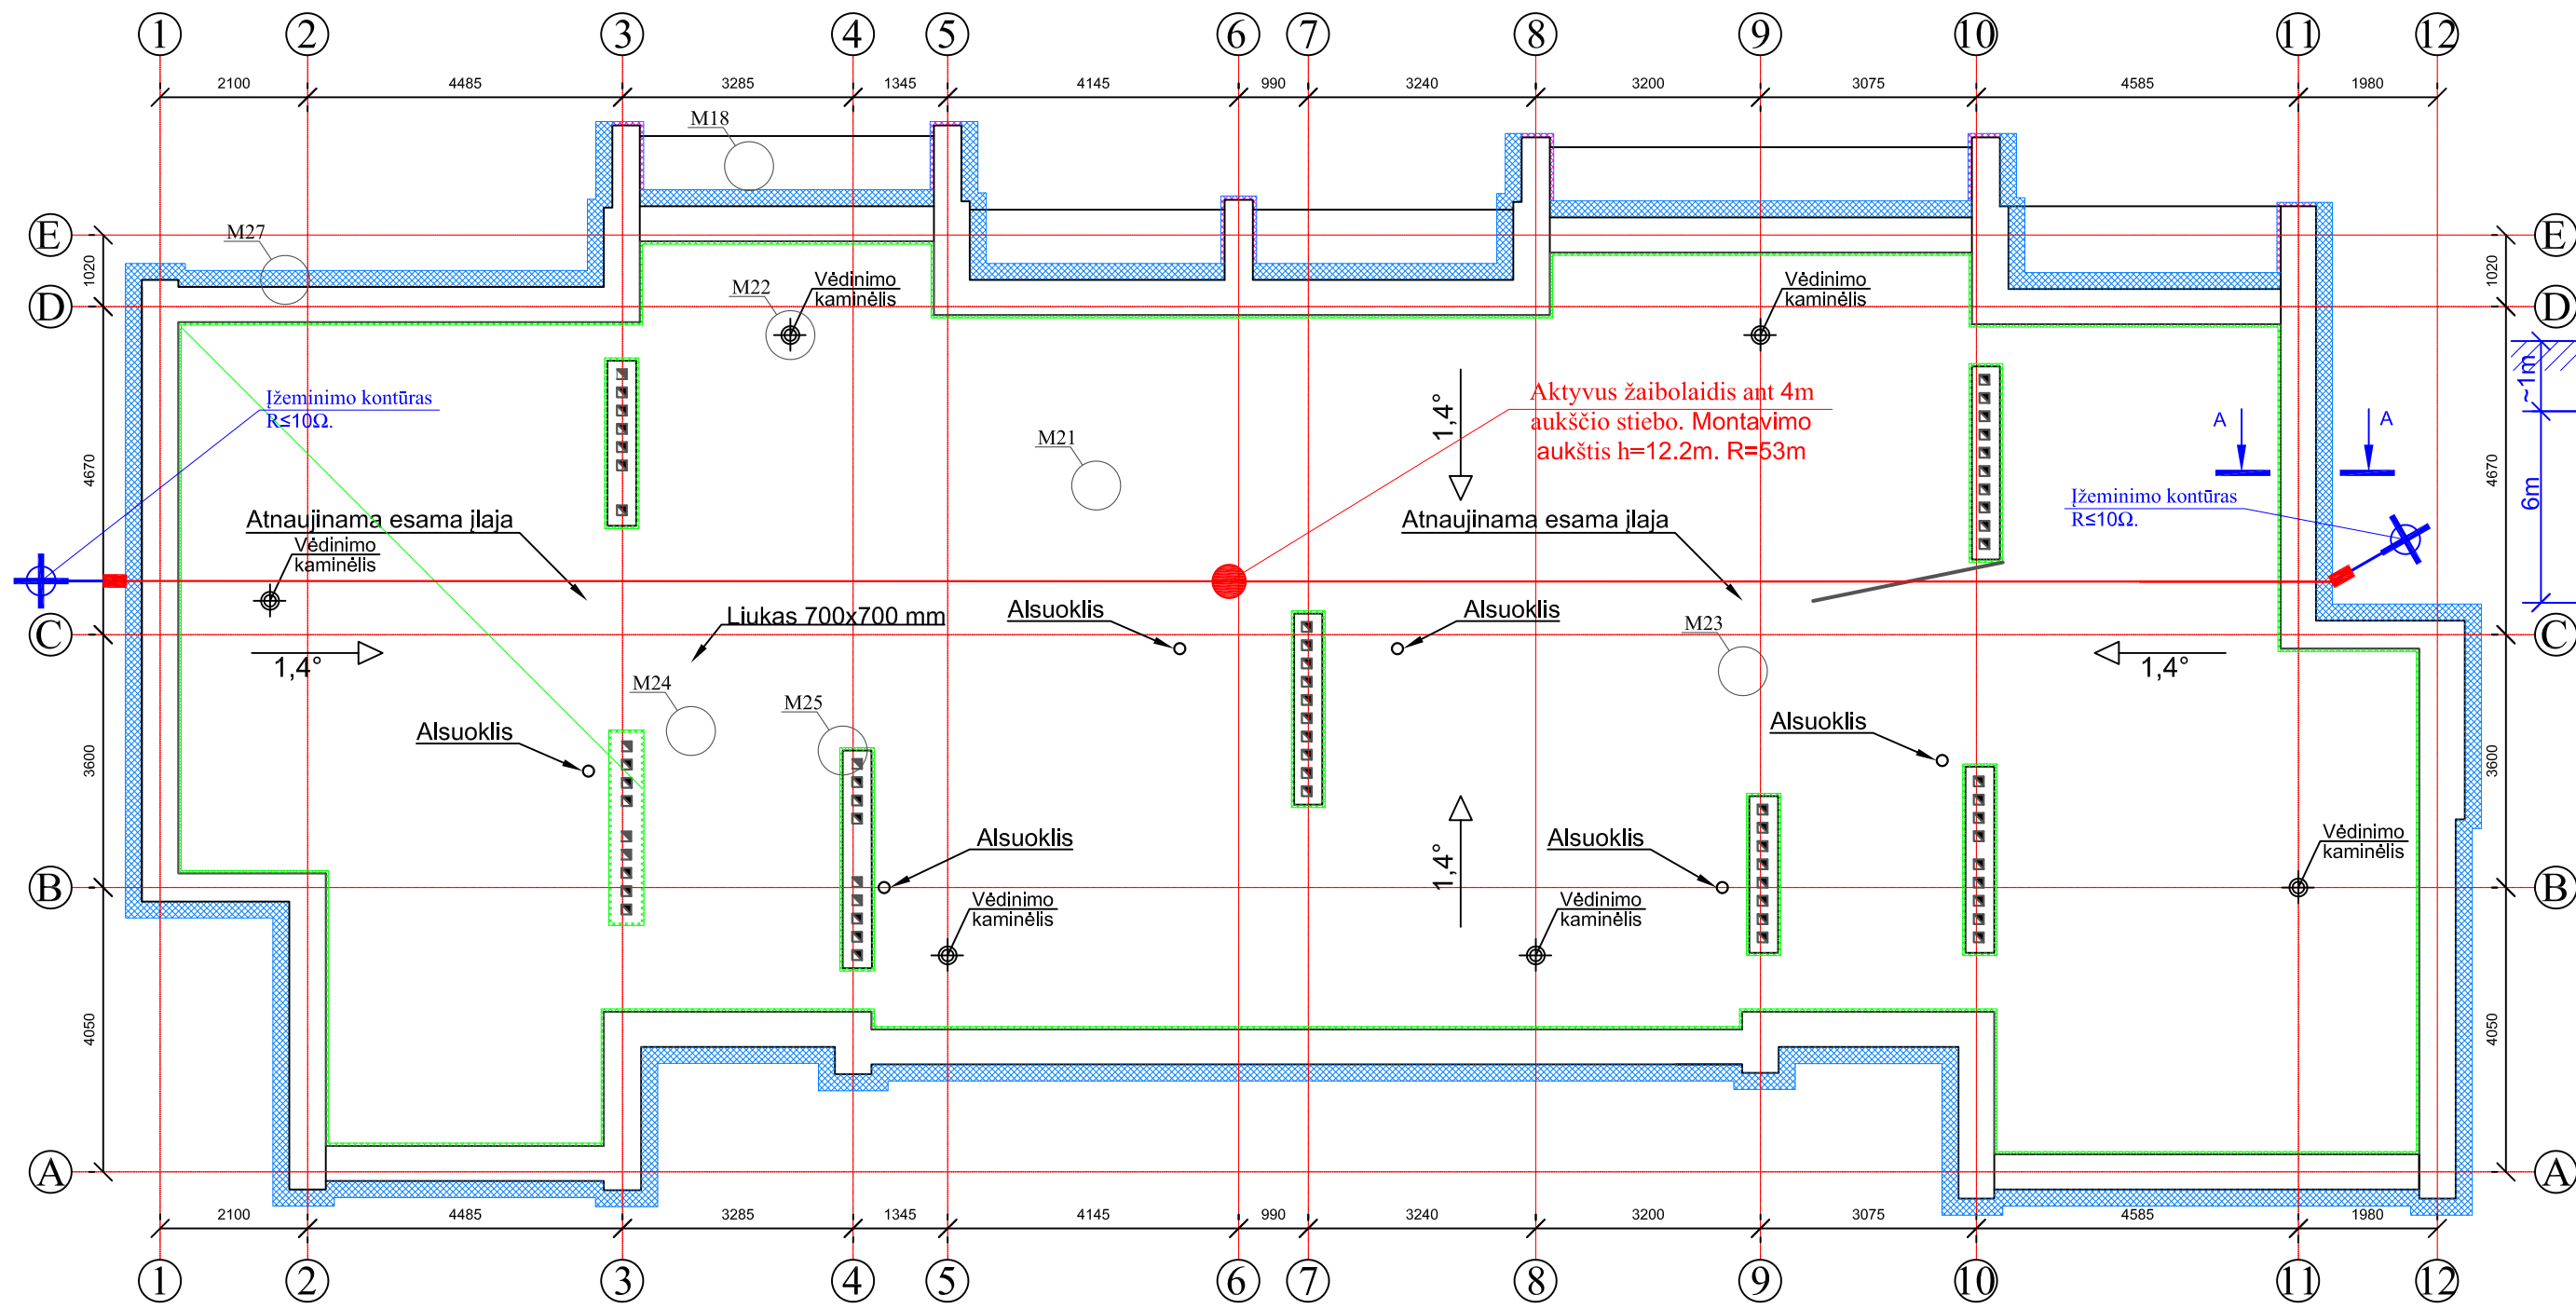 1 2 3 4 5 6 7 8 9 10 11 12
2100 4485 3285 1345 4145 990 3240 3200 3075 4585 1980
M18
M27
E E
1020 1020
M22
Vėdinimo
kaminėlis
Vėdinimo
kaminėlis
D D
~1m
Įžeminimo kontūras
R≤10Ω.
1,4°
Aktyvus žaibolaidis ant 4m
aukščio stiebo. Montavimo
aukštis h=12.2m. R=53m
A A
M21
4670 4670
6m
Įžeminimo kontūras
R≤10Ω.
Atnaujinama esama įlaja
Atnaujinama esama įlaja
Vėdinimo
kaminėlis
Liukas 700x700 mm
Alsuoklis
Alsuoklis
M23
C C
1,4°
1,4°
M24
M25
Alsuoklis
Alsuoklis
3600 3600
Alsuoklis
Alsuoklis
1,4°
Vėdinimo
kaminėlis
B B
Vėdinimo
kaminėlis
Vėdinimo
kaminėlis
4050 4050
A A
2100 4485 3285 1345 4145 990 3240 3200 3075 4585 1980
1 2 3 4 5 6 7 8 9 10 11 12